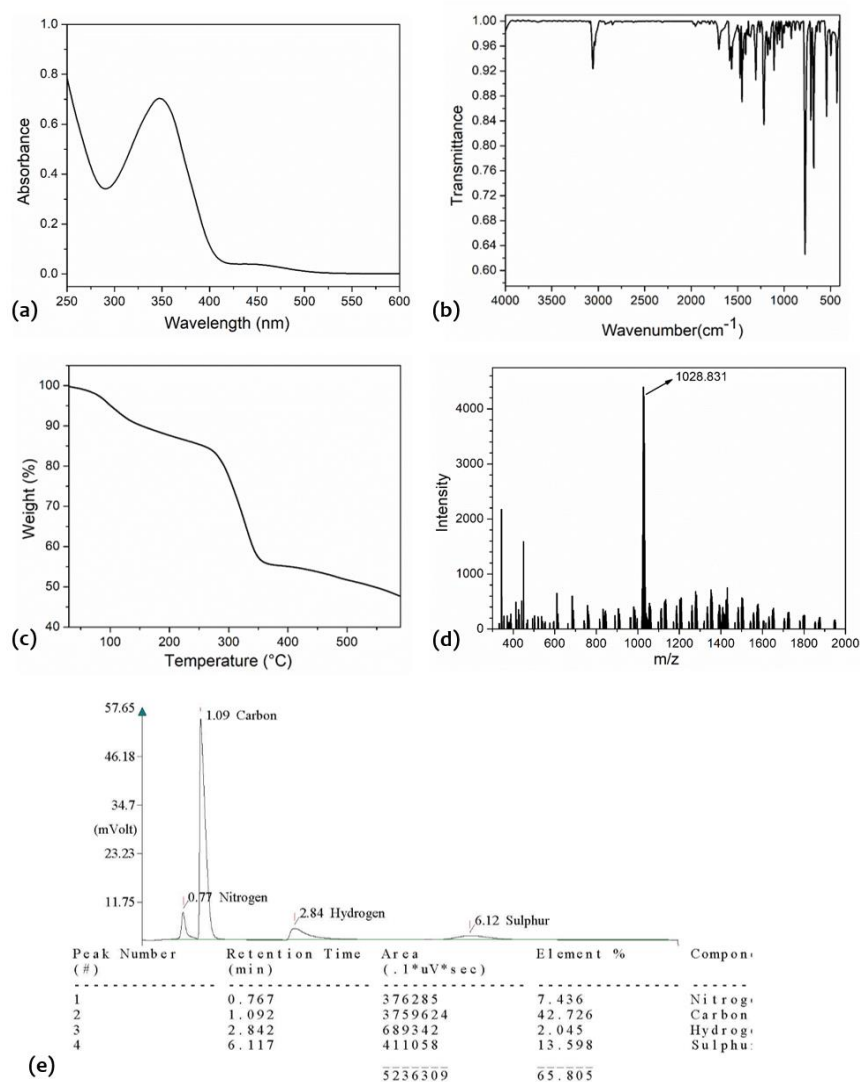 1.0
0.8
0.6
0.4
0.2
0.0
Absorbance
250 300 350 400 450 500 550 600
Wavelength (nm)
(a)
1.00
0.96
0.92
0.88
0.84
0.80
0.76
0.72
0.68
0.64
0.60
Transmittance
4000 3000 2000 1500 1000 500
Wavenumber(cm-1)
(b)
100
90
80
70
60
50
40
Weight (%)
100 200 300 400 500
Temperature (°C)
(c)
1028.831
4000
3000
2000
1000
0
Intensity
400 600 800 1000 1200 1400 1600 1800 2000
m/z
(d)
57.65
46.18
34.7
(mVolt)
23.23
11.75
1.09 Carbon
0.77 Nitrogen
2.84 Hydrogen
6.12 Sulphur
Peak Number Retention Time Area Element % Compon
(#) (min) (.1*uV*sec)
1 0.767 376285 7.436 Nitrog
2 1.092 3759624 42.726 Carbon
3 2.842 689342 2.045 Hydrog
4 6.117 411058 13.598 Sulphu
5236309 65.805
(e)